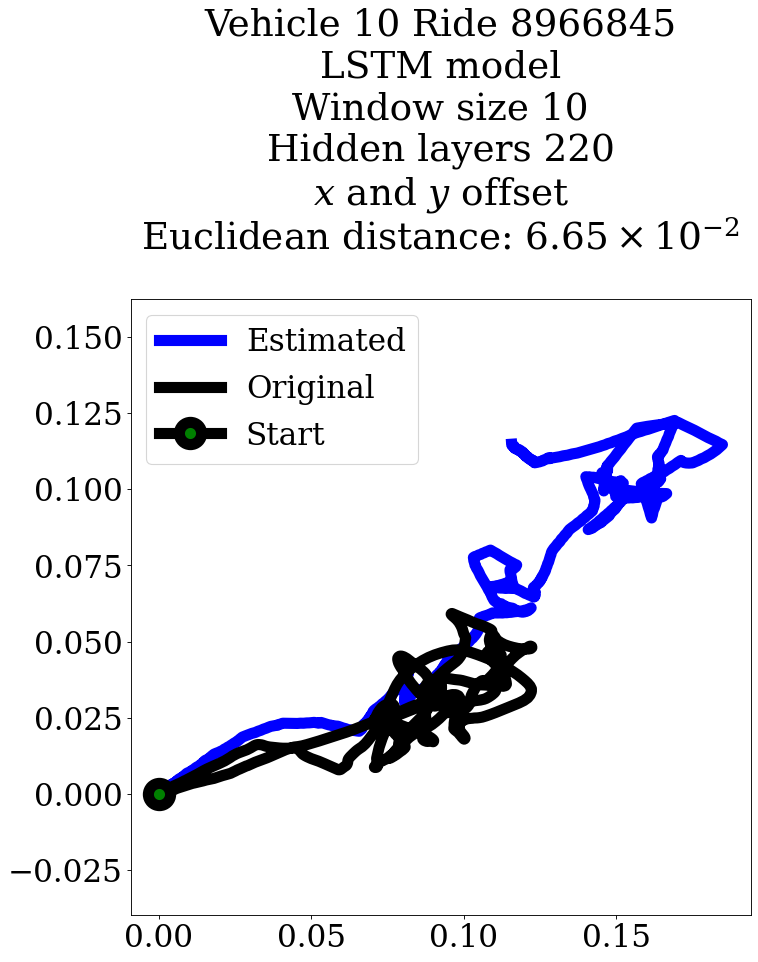 Vehicle 10 Ride 8966845
LSTM model
Window size 10
Hidden layers 220
x and y offset
Euclidean distance: 6.65 × 10⁻²
Estimated
Original
Start
0.150
0.125
0.100
0.075
0.050
0.025
0.000
−0.025
0.00 0.05 0.10 0.15